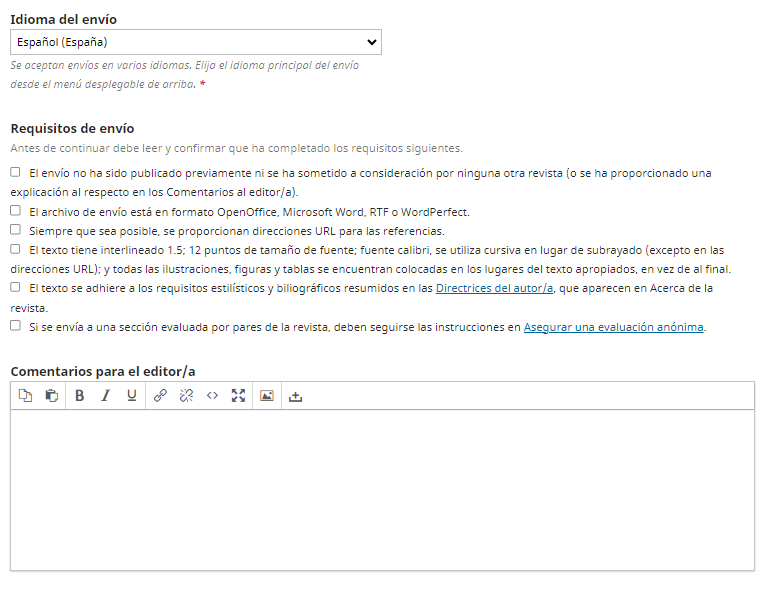 Idioma del envío
Español (España)
Se aceptan envíos en varios idiomas. Elija el idioma principal del envío
desde el menú desplegable de arriba. *
Requisitos de envío
Antes de continuar debe leer y confirmar que ha completado los requisitos siguientes.
El envío no ha sido publicado previamente ni se ha sometido a consideración por ninguna otra revista (o se ha proporcionado una
explicación al respecto en los Comentarios al editor/a).
El archivo de envío está en formato OpenOffice, Microsoft Word, RTF o WordPerfect.
Siempre que sea posible, se proporcionan direcciones URL para las referencias.
El texto tiene interlineado 1.5; 12 puntos de tamaño de fuente; fuente calibri, se utiliza cursiva en lugar de subrayado (excepto en las
direcciones URL); y todas las ilustraciones, figuras y tablas se encuentran colocadas en los lugares del texto apropiados, en vez de al final.
El texto se adhiere a los requisitos estilísticos y biliográficos resumidos en las Directrices del autor/a, que aparecen en Acerca de la
revista.
Si se envía a una sección evaluada por pares de la revista, deben seguirse las instrucciones en Asegurar una evaluación anónima.
Comentarios para el editor/a
B I U